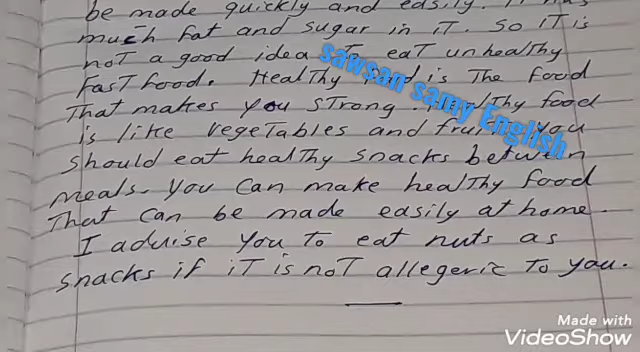 be made quickly and easily. It has
much fat and sugar in iT. So iT is
noT a good idea To eaT unhealthy
FasT food. HealThy food is The food
That makes you sTrong. HealThy food
is like vegeTables and fruiTs. you
should eat healThy snacks between
meals. you can make healThy food
That can be made easily at home.
I advise you To eat nuts as
snacks if iT is noT allegeric To you.
sawsan samy English
Made with
VideoShow